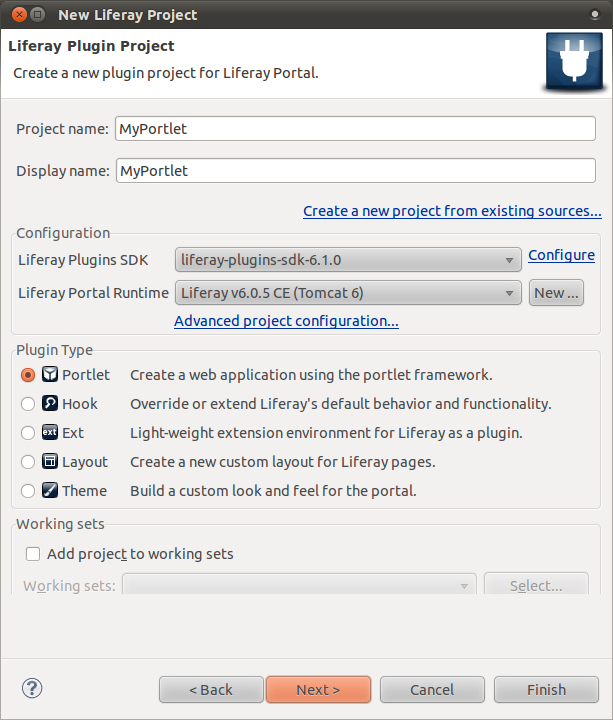 New Liferay Project
Liferay Plugin Project
Create a new plugin project for Liferay Portal.
Project name: MyPortlet
Display name: MyPortlet
Create a new project from existing sources...
Configuration
Liferay Plugins SDK liferay-plugins-sdk-6.1.0 Configure
Liferay Portal Runtime Liferay v6.0.5 CE (Tomcat 6) New ...
Advanced project configuration...
Plugin Type
Portlet Create a web application using the portlet framework.
Hook Override or extend Liferay's default behavior and functionality.
ext Ext Light-weight extension environment for Liferay as a plugin.
Layout Create a new custom layout for Liferay pages.
Theme Build a custom look and feel for the portal.
Working sets
Add project to working sets
Working sets: Select...
? < Back Next > Cancel Finish